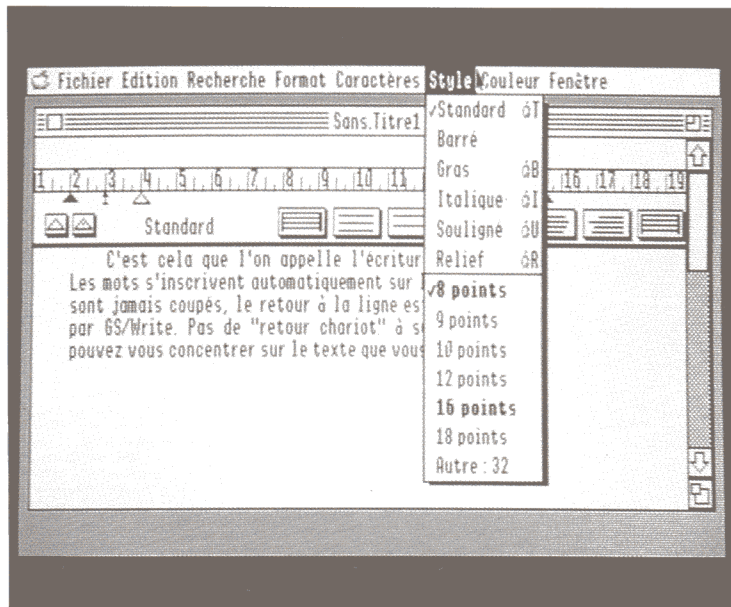 Fichier Edition Recherche Format Caractères Style Couleur Fenêtre
Sans.Titre1
1 2 3 4 5 6 7 8 9 10 11 16 17 18 19
Standard
C'est cela que l'on appelle l'écritur
Les mots s'inscrivent automatiquement sur
sont jamais coupés, le retour à la ligne es
par GS/Write. Pas de "retour chariot" à
pouvez vous concentrer sur le texte que vous
✓Standard T
Barré
Gras B
Italique I
Souligné U
Relief R
✓8 points
9 points
10 points
12 points
16 points
18 points
Autre : 32